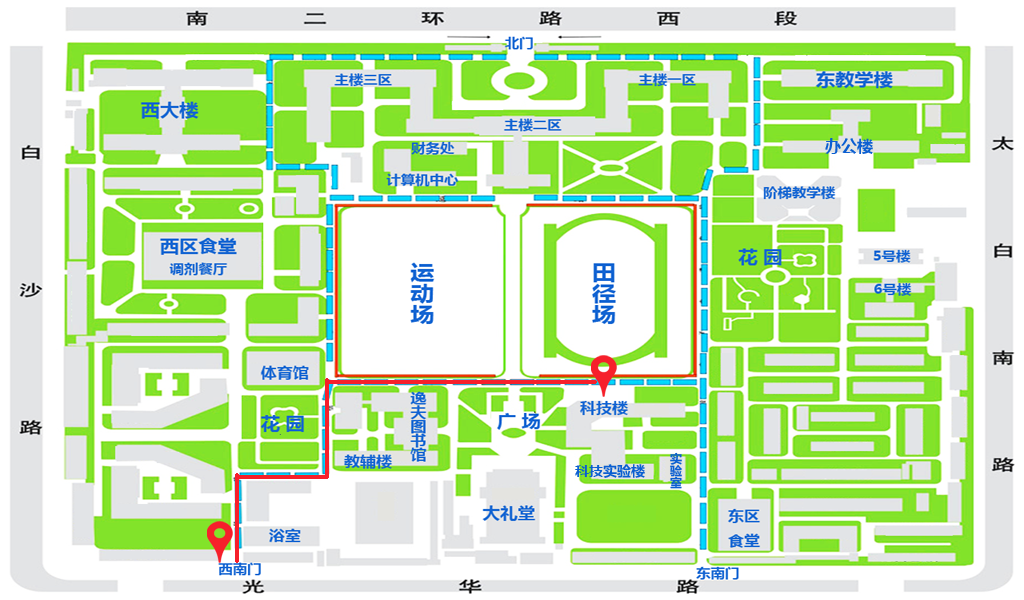 南二环路西段
北门
主楼三区
主楼一区
东教学楼
西大楼
主楼二区
办公楼
财务处
计算机中心
阶梯教学楼
白沙路
太白南路
西区食堂
调剂餐厅
运动场
田径场
花园
5号楼
6号楼
体育馆
花园
逸夫图书馆
广场
科技楼
教辅楼
科技实验楼
实验室
大礼堂
浴室
东区
食堂
西南门
东南门
光华路